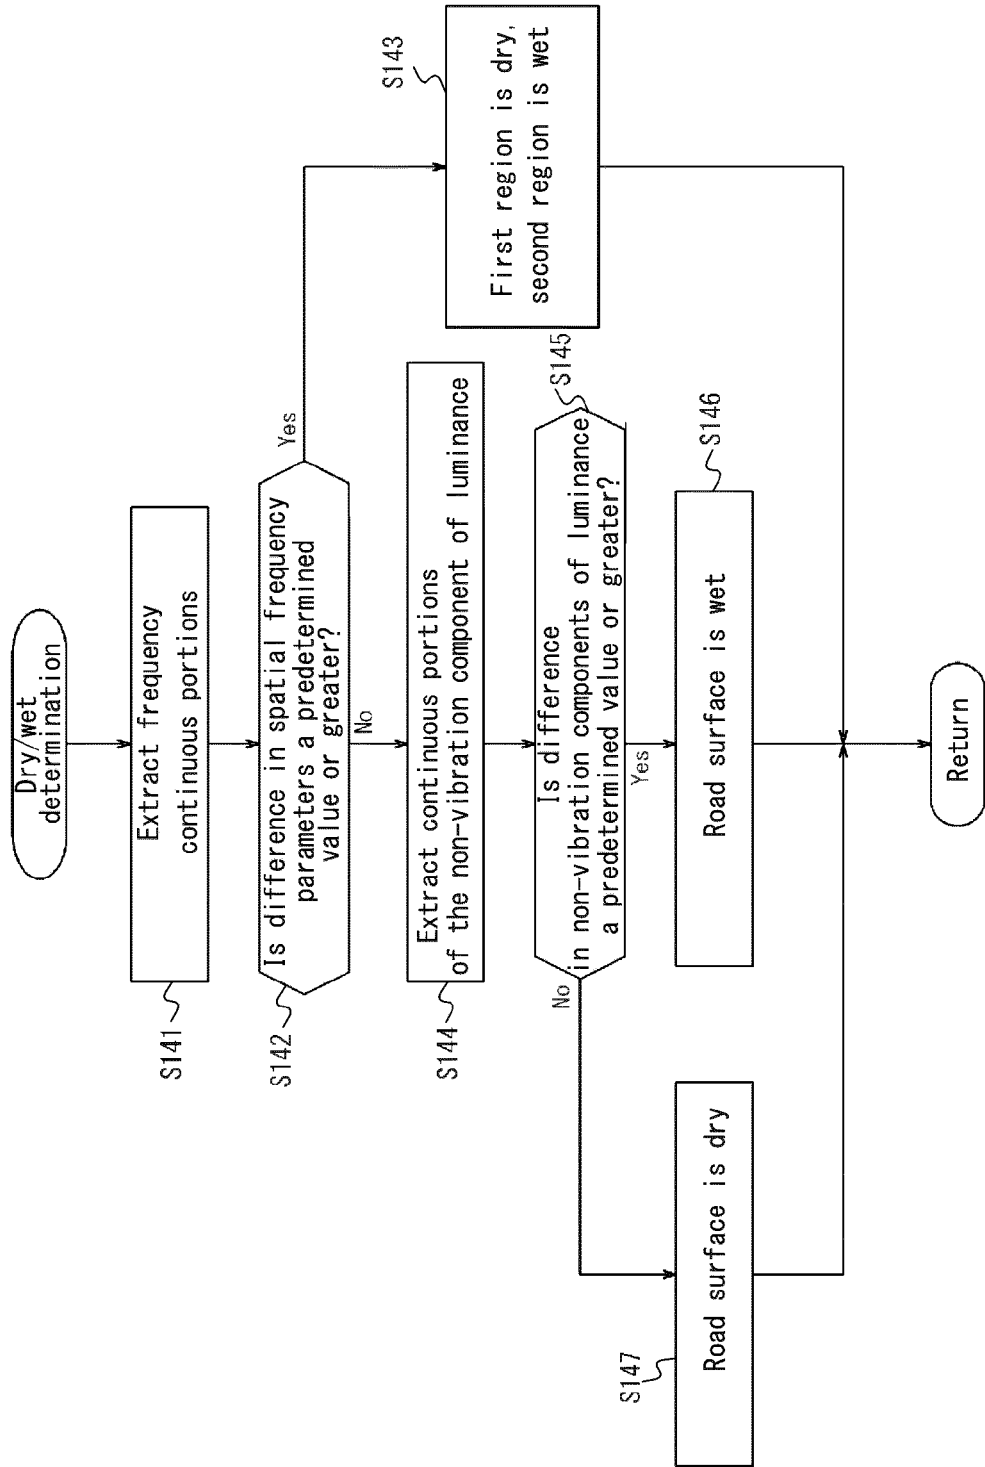 Dry/wet
determination
S141
Extract frequency
continuous portions
S142
Is difference in spatial frequency
parameters a predetermined
value or greater?
Yes
No
S143
First region is dry,
second region is wet
S144
Extract continuous portions
of the non-vibration component of luminance
S145
Is difference
in non-vibration components of luminance
a predetermined value or greater?
No
Yes
S146
Road surface is wet
S147
Road surface is dry
Return